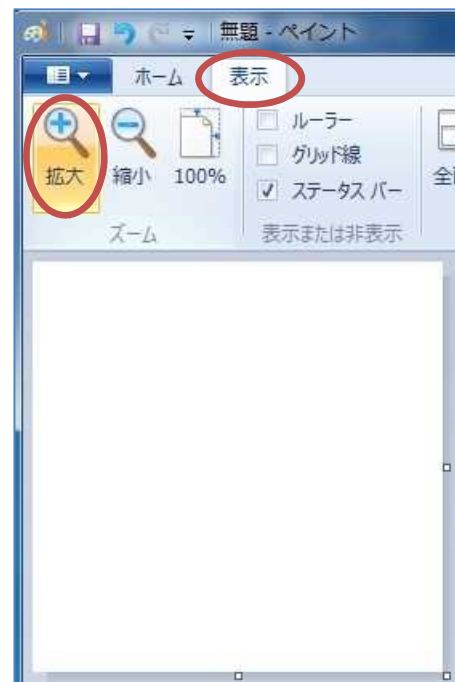 無題 - ペイント
ホーム 表示
ルーラー
グリッド線
ステータス バー
拡大 縮小 100%
ズーム 表示または非表示